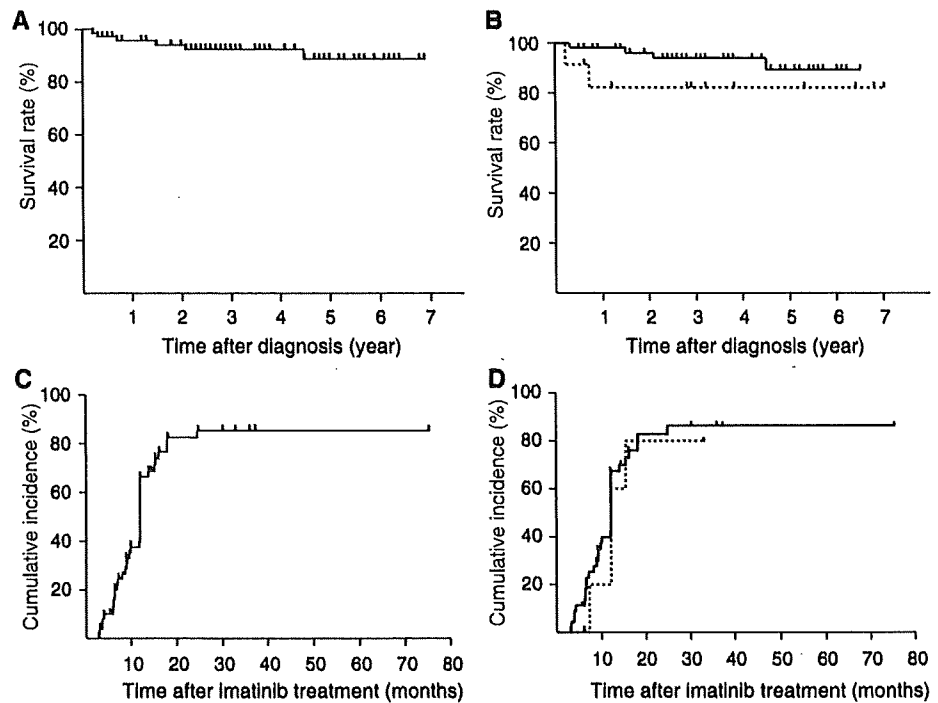 A
100
80
60
40
20
Survival rate (%)
1 2 3 4 5 6 7
Time after diagnosis (year)
B
100
80
60
40
20
Survival rate (%)
1 2 3 4 5 6 7
Time after diagnosis (year)
C
100
80
60
40
20
Cumulative incidence (%)
10 20 30 40 50 60 70 80
Time after imatinib treatment (months)
D
100
80
60
40
20
Cumulative incidence (%)
10 20 30 40 50 60 70 80
Time after imatinib treatment (months)